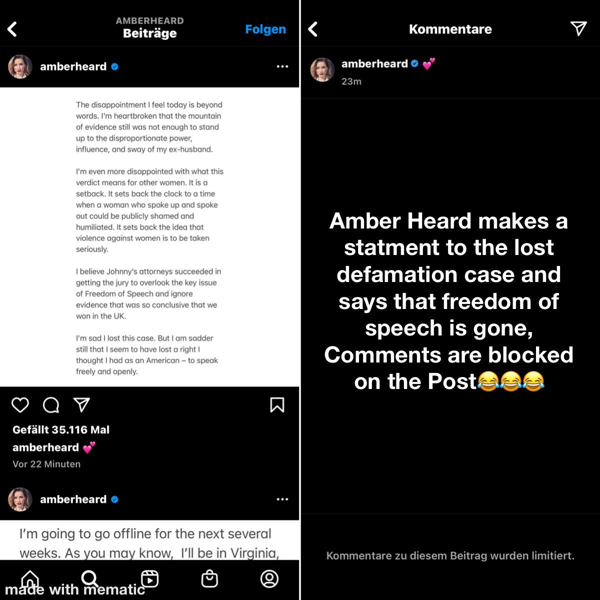 AMBERHEARD
Beiträge
Folgen
amberheard
The disappointment I feel today is beyond
words. I'm heartbroken that the mountain
of evidence still was not enough to stand
up to the disproportionate power,
influence, and sway of my ex-husband.
I'm even more disappointed with what this
verdict means for other women. It is a
setback. It sets back the clock to a time
when a woman who spoke up and spoke
out could be publicly shamed and
humiliated. It sets back the idea that
violence against women is to be taken
seriously.
I believe Johnny's attorneys succeeded in
getting the jury to overlook the key issue
of Freedom of Speech and ignore
evidence that was so conclusive that we
won in the UK.
I'm sad I lost this case. But I am sadder
still that I seem to have lost a right I
thought I had as an American – to speak
freely and openly.
Gefällt 35.116 Mal
amberheard 💕
Vor 22 Minuten
amberheard
I'm going to go offline for the next several
weeks. As you may know, I'll be in Virginia,
made with mematic
Kommentare
amberheard 💕
23m
Amber Heard makes a
statment to the lost
defamation case and
says that freedom of
speech is gone,
Comments are blocked
on the Post😂😂😂
Kommentare zu diesem Beitrag wurden limitiert.